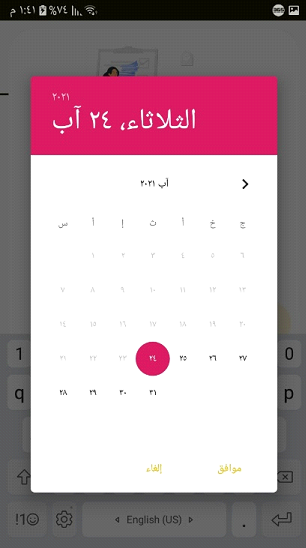 ١:٤١ م ٧٤% 365
٢٠٢١
الثلاثاء، ٢٤ آب
آب ٢٠٢١
س أ إ ث أ خ ج
١ ٢ ٣ ٤ ٥ ٦
٧ ٨ ٩ ١٠ ١١ ١٢ ١٣
١٤ ١٥ ١٦ ١٧ ١٨ ١٩ ٢٠
٢١ ٢٢ ٢٣ ٢٤ ٢٥ ٢٦ ٢٧
٢٨ ٢٩ ٣٠ ٣١
موافق إلغاء
1 0
q p
!1☺ English (US) .